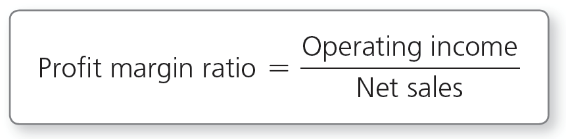 Profit margin ratio = Operating income
Net sales